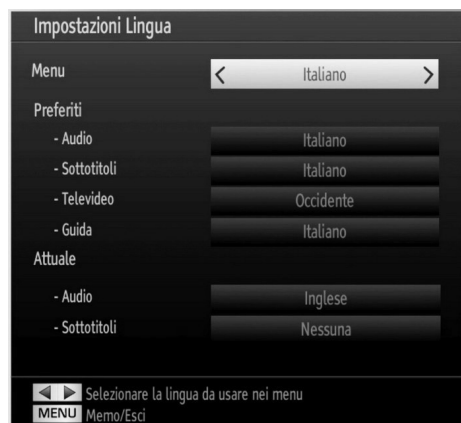 Impostazioni Lingua
Menu
Italiano
Preferiti
- Audio Italiano
- Sottotitoli Italiano
- Televideo Occidente
- Guida Italiano
Attuale
- Audio Inglese
- Sottotitoli Nessuna
Selezionare la lingua da usare nei menu
MENU Memo/Esci